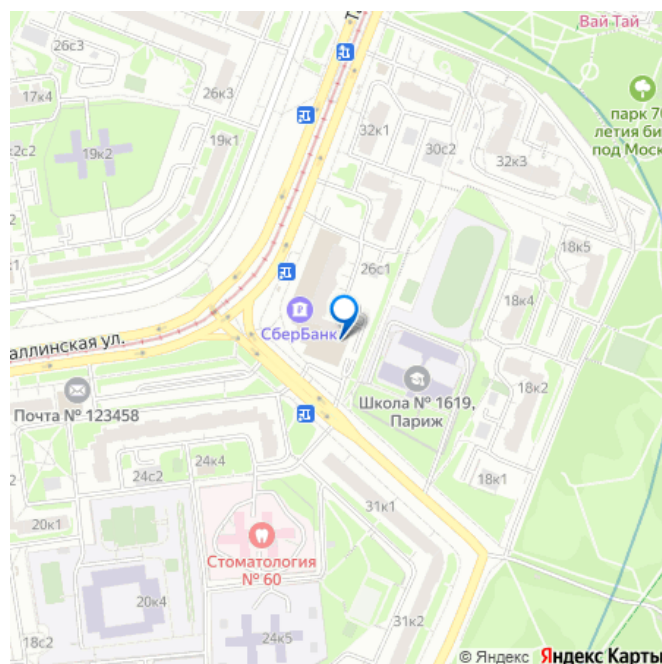 Вай Тай
26с3
17к4
26к3
парк 70
летия би
под Моск
32к1
19к1
30с2
с2
19к2
32к3
18к5
к1
26с1
18к4
СберБанк
аллинская ул.
18к2
Школа № 1619,
Париж
Почта № 123458
24к4
24с2
18к1
31к1
20к1
Стоматология
№ 60
20к4
31к2
18с2
24к5
© Яндекс Яндекс Карты